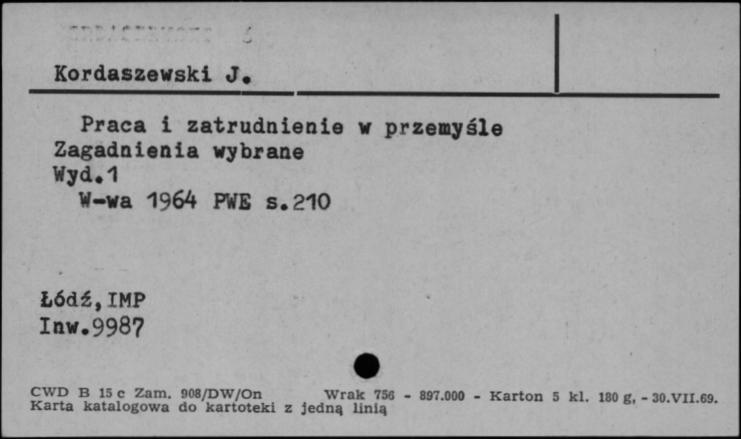 Kordaszewski J.
Praca i zatrudnienie w przemyśle
Zagadnienia wybrane
Wyd.1
W-wa 1964 PWE s.210
Łódź,IMP
Inw.9987
CWD B 15 c Zam. 908/DW/On Wrak 756 - 897.000 - Karton 5 kl. 180 g, - 30.VII.69.
Karta katalogowa do kartoteki z jedną linią